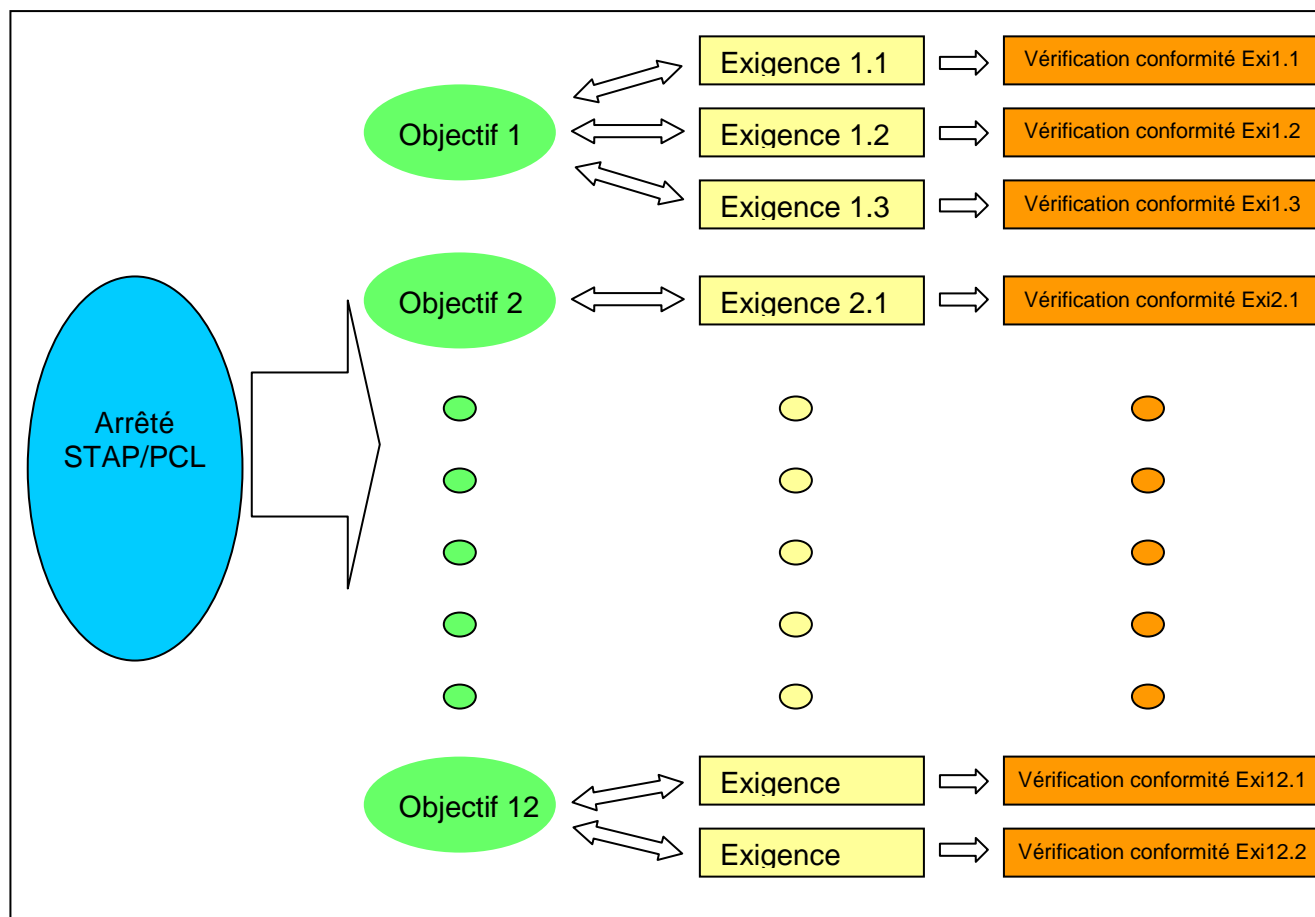 Exigence 1.1
Vérification conformité Exi1.1
Objectif 1
Exigence 1.2
Vérification conformité Exi1.2
Exigence 1.3
Vérification conformité Exi1.3
Objectif 2
Exigence 2.1
Vérification conformité Exi2.1
Arrêté
STAP/PCL
Objectif 12
Exigence
Vérification conformité Exi12.1
Exigence
Vérification conformité Exi12.2